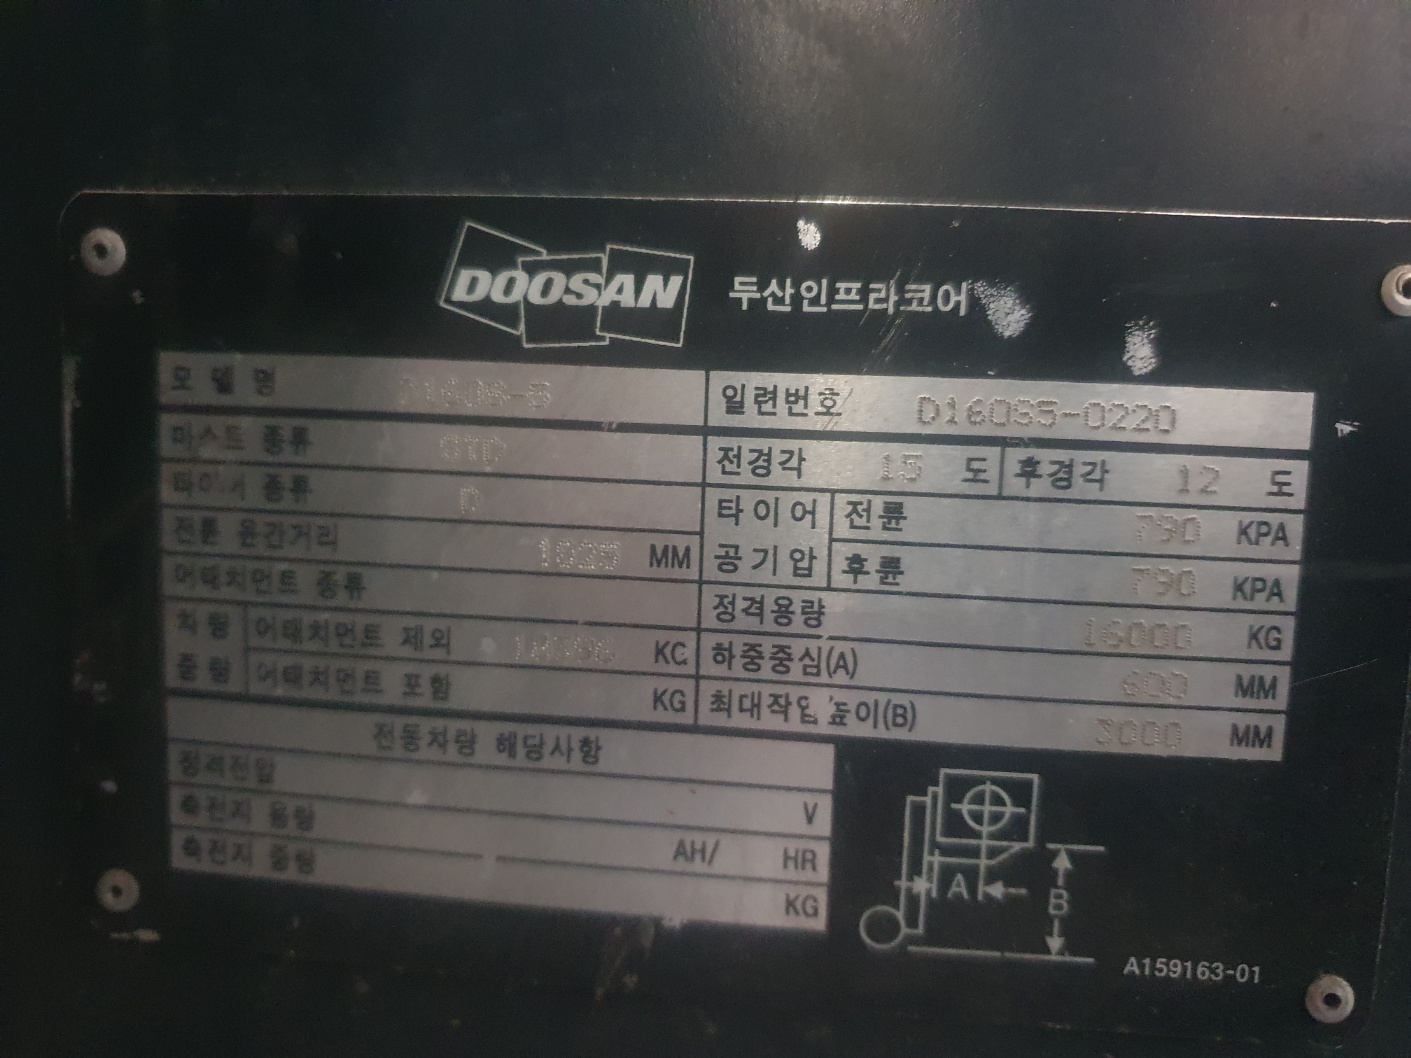 DOOSAN 두산인프라코어
모델명 D160S-5 일련번호 D160S5-0220
마스트 종류 STD 전경각 15 도 후경각 12 도
타이어 종류 타이어 공기압 전륜 790 KPA
전륜 윤간거리 MM 후륜 790 KPA
어태치먼트 종류 정격용량 16000 KG
차량 중량 어태치먼트 제외 KG 하중중심(A) 600 MM
어태치먼트 포함 KG 최대작업높이(B) 3000 MM
전동차량 해당사항
정격전압 V
축전지 용량 AH/ HR
축전지 중량 KG
A
B
A159163-01